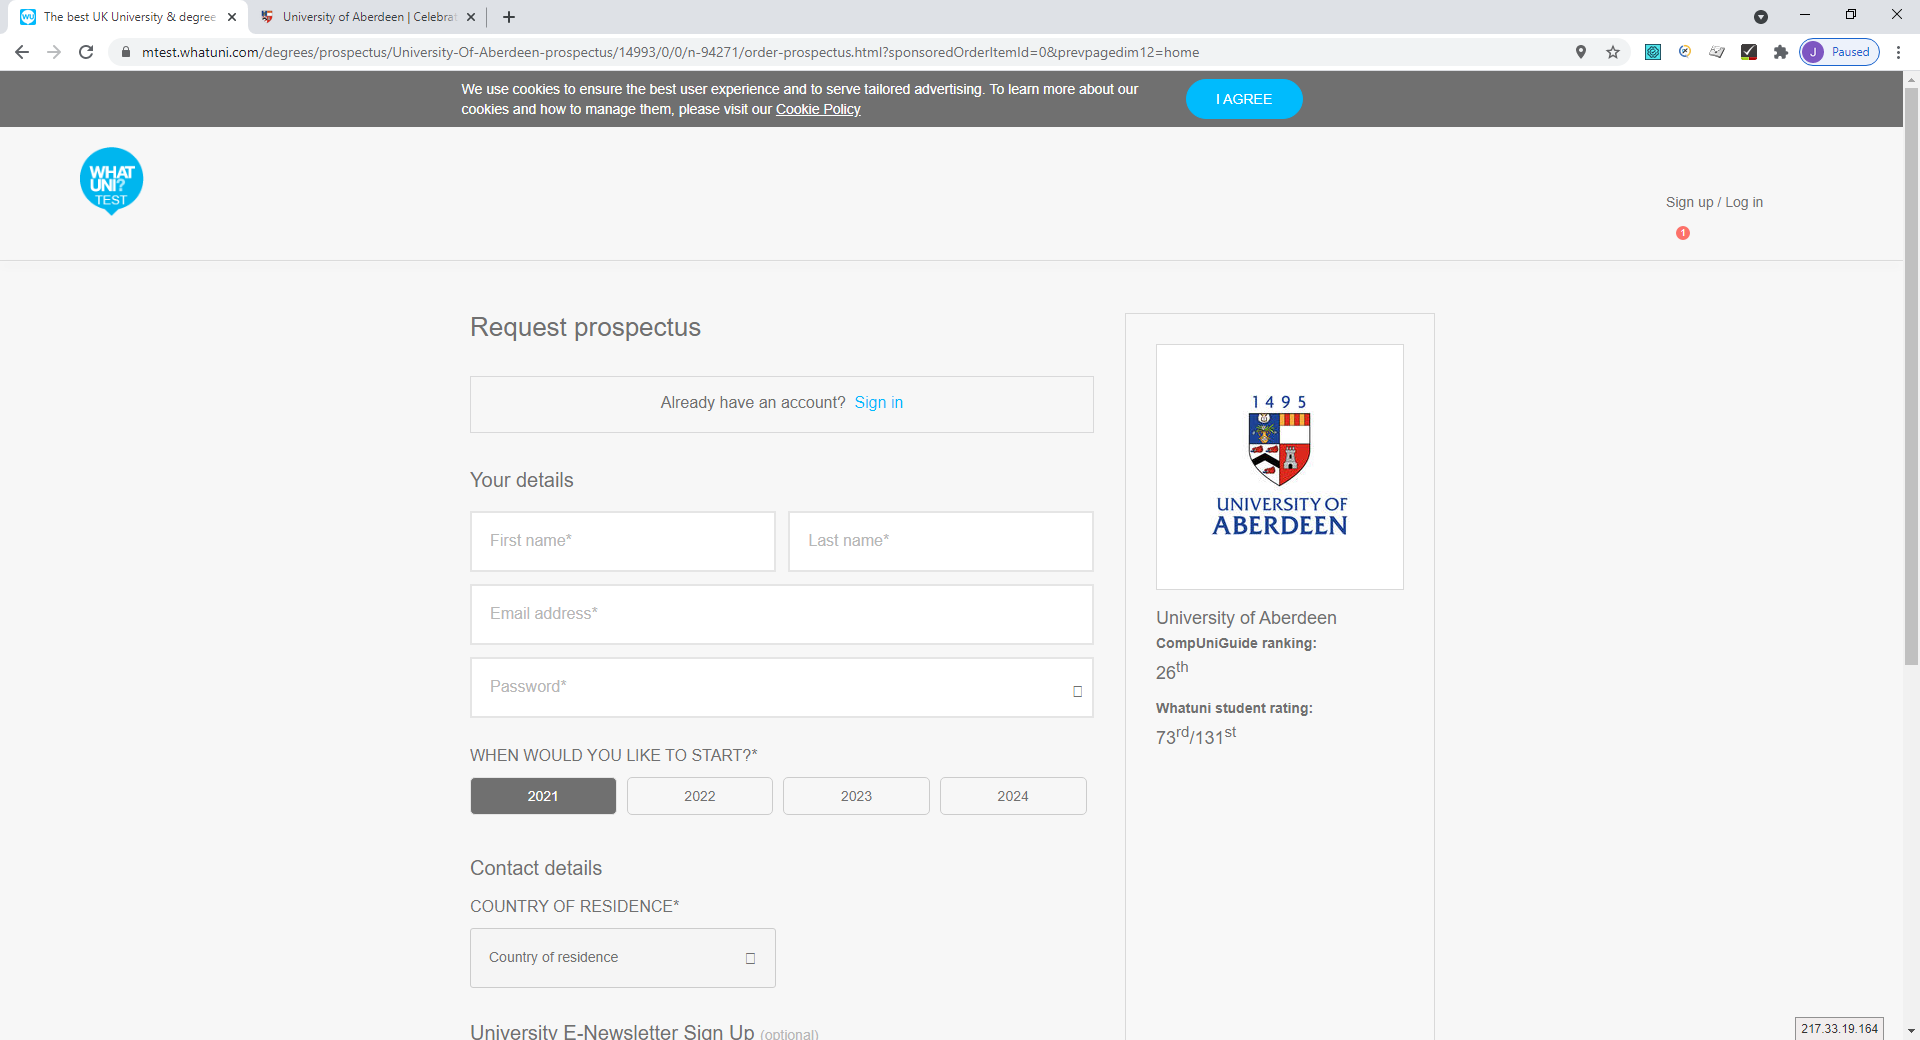 The best UK University & degree
University of Aberdeen | Celebrat
mtest.whatuni.com/degrees/prospectus/University-Of-Aberdeen-prospectus/14993/0/0/n-94271/order-prospectus.html?sponsoredOrderItemId=0&prevpagedim12=home
J Paused
We use cookies to ensure the best user experience and to serve tailored advertising. To learn more about our
cookies and how to manage them, please visit our Cookie Policy
I AGREE
WHAT
UNI?
TEST
Sign up / Log in
1
Request prospectus
Already have an account? Sign in
Your details
First name*
Last name*
Email address*
Password*
WHEN WOULD YOU LIKE TO START?*
2021
2022
2023
2024
Contact details
COUNTRY OF RESIDENCE*
Country of residence
University E-Newsletter Sign Up (optional)
1495
UNIVERSITY OF
ABERDEEN
University of Aberdeen
CompUniGuide ranking:
26th
Whatuni student rating:
73rd/131st
217.33.19.164